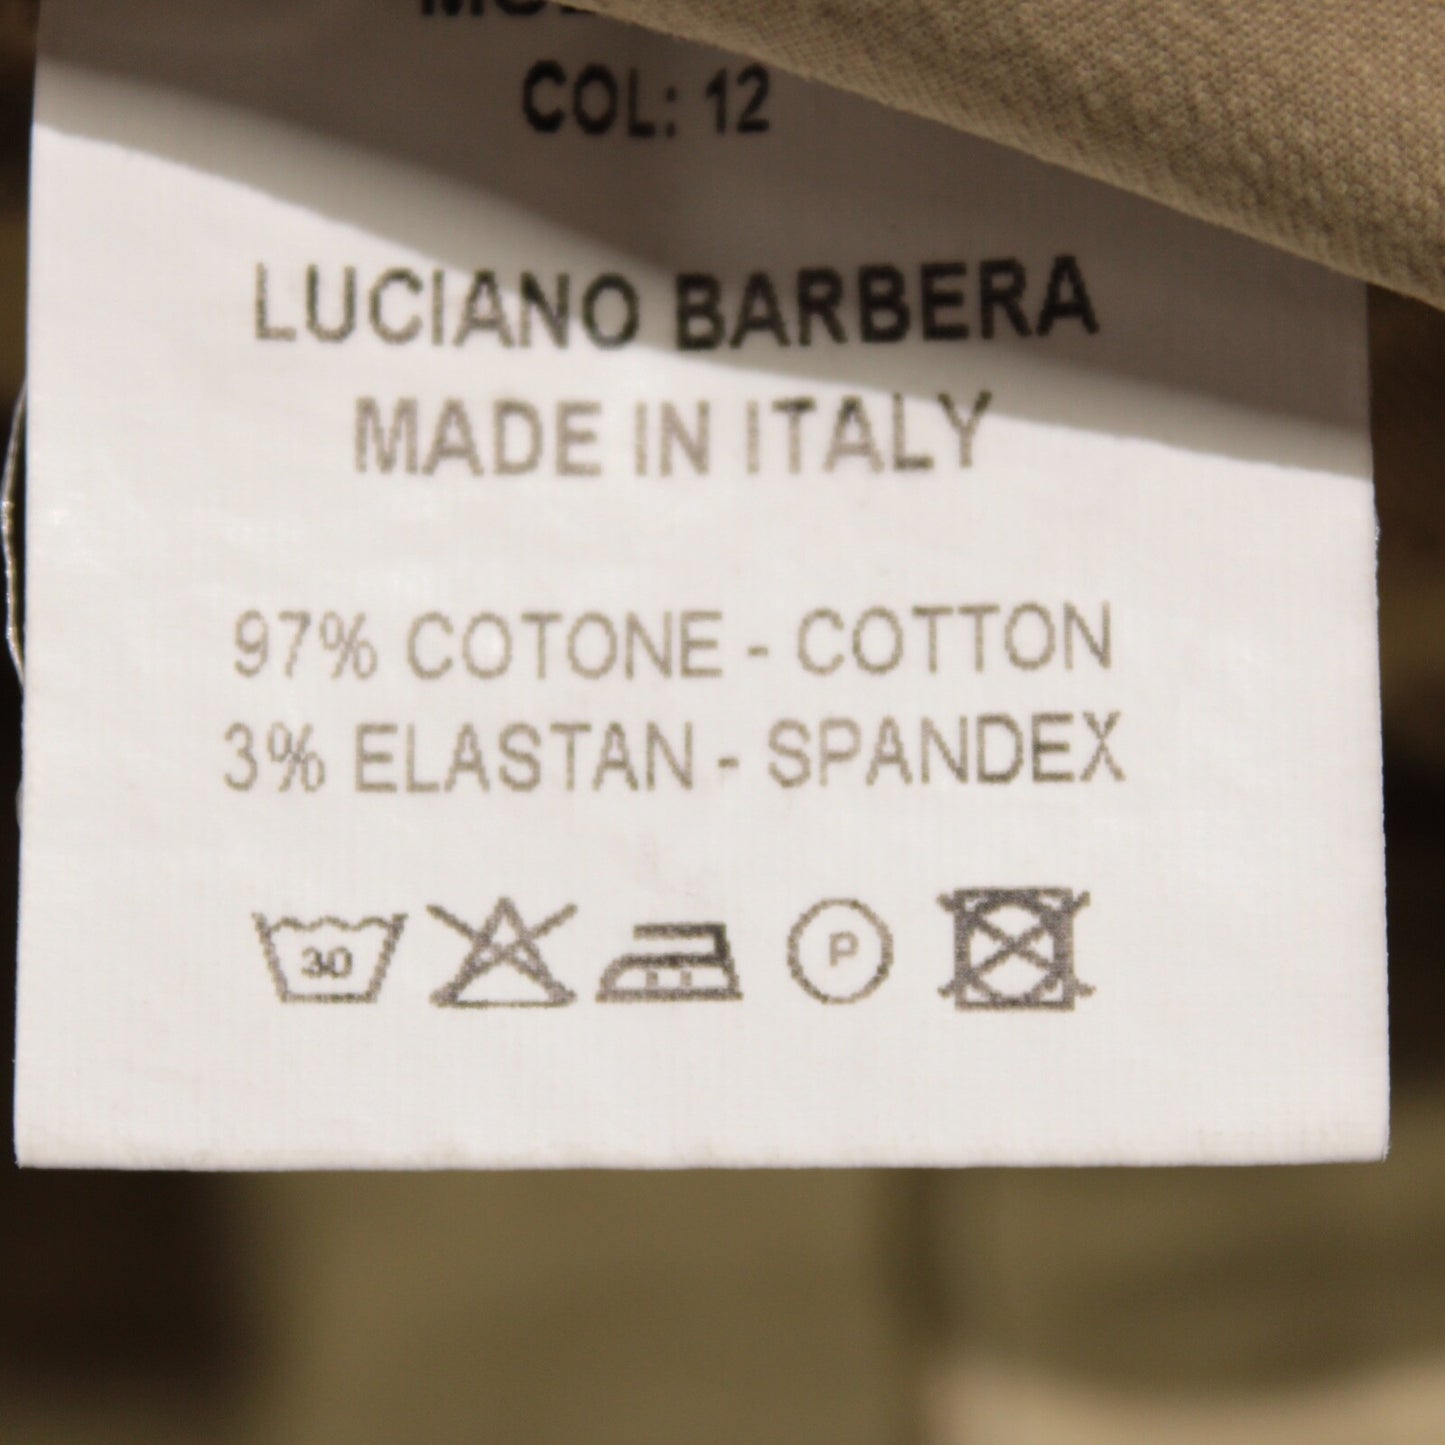 COL: 12
LUCIANO BARBERA
MADE IN ITALY
97% COTONE - COTTON
3% ELASTAN - SPANDEX
30 P